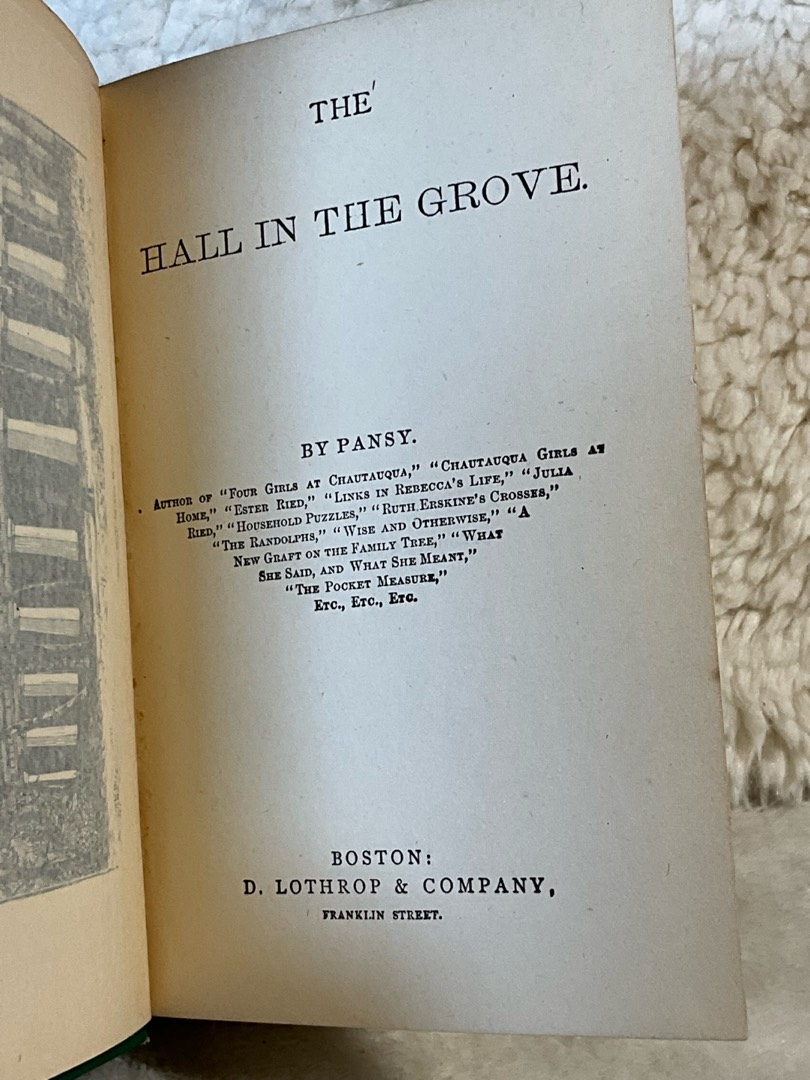 THE
HALL IN THE GROVE.
BY PANSY.
AUTHOR OF “FOUR GIRLS AT CHAUTAUQUA,” “CHAUTAUQUA GIRLS AT
HOME,” “ESTER RIED,” “LINKS IN REBECCA'S LIFE,” “JULIA
RIED,” “HOUSEHOLD PUZZLES,” “RUTH ERSKINE'S CROSSES,”
“THE RANDOLPHS,” “WISE AND OTHERWISE,” “A
NEW GRAFT ON THE FAMILY TREE,” “WHAT
SHE SAID, AND WHAT SHE MEANT,”
“THE POCKET MEASURE,”
ETC., ETC., ETC.
BOSTON:
D. LOTHROP & COMPANY,
FRANKLIN STREET.